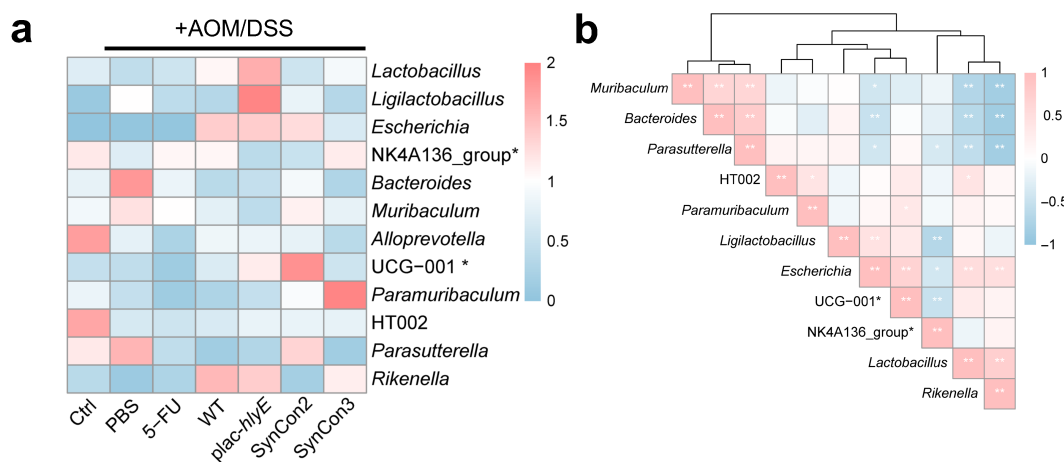 a
+AOM/DSS
Lactobacillus
Ligilactobacillus
Escherichia
NK4A136_group*
Bacteroides
Muribaculum
Alloprevotella
UCG−001 *
Paramuribaculum
HT002
Parasutterella
Rikenella
2
1.5
1
0.5
0
Ctrl
PBS
5−FU
WT
plac-hlyE
SynCon2
SynCon3
b
Muribaculum ** ** ** * ** **
Bacteroides ** ** ** ** **
Parasutterella ** * * ** **
HT002 ** * *
Paramuribaculum ** *
Ligilactobacillus ** ** **
Escherichia ** ** * ** **
UCG−001* ** **
NK4A136_group* **
Lactobacillus ** **
Rikenella **
1
0.5
0
−0.5
−1